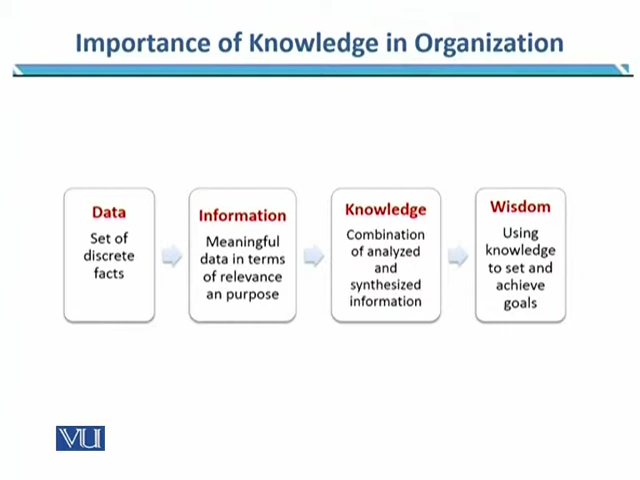 Importance of Knowledge in Organization
Data
Set of
discrete
facts
Information
Meaningful
data in terms
of relevance
an purpose
Knowledge
Combination
of analyzed
and
synthesized
information
Wisdom
Using
knowledge
to set and
achieve
goals
VU